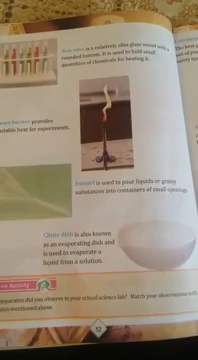 Test tube is a relatively slim glass vessel with a
rounded bottom. It is used to hold small
quantities of chemicals for heating it.
burner provides
heat for experiments.
Funnel is used to pour liquids or grainy
substances into containers of small openings.
China dish is also known
as an evaporating dish and
is used to evaporate a
liquid from a solution.
Activity
apparatus did you observe in your school science lab? Match your observations with
mentioned above.
12